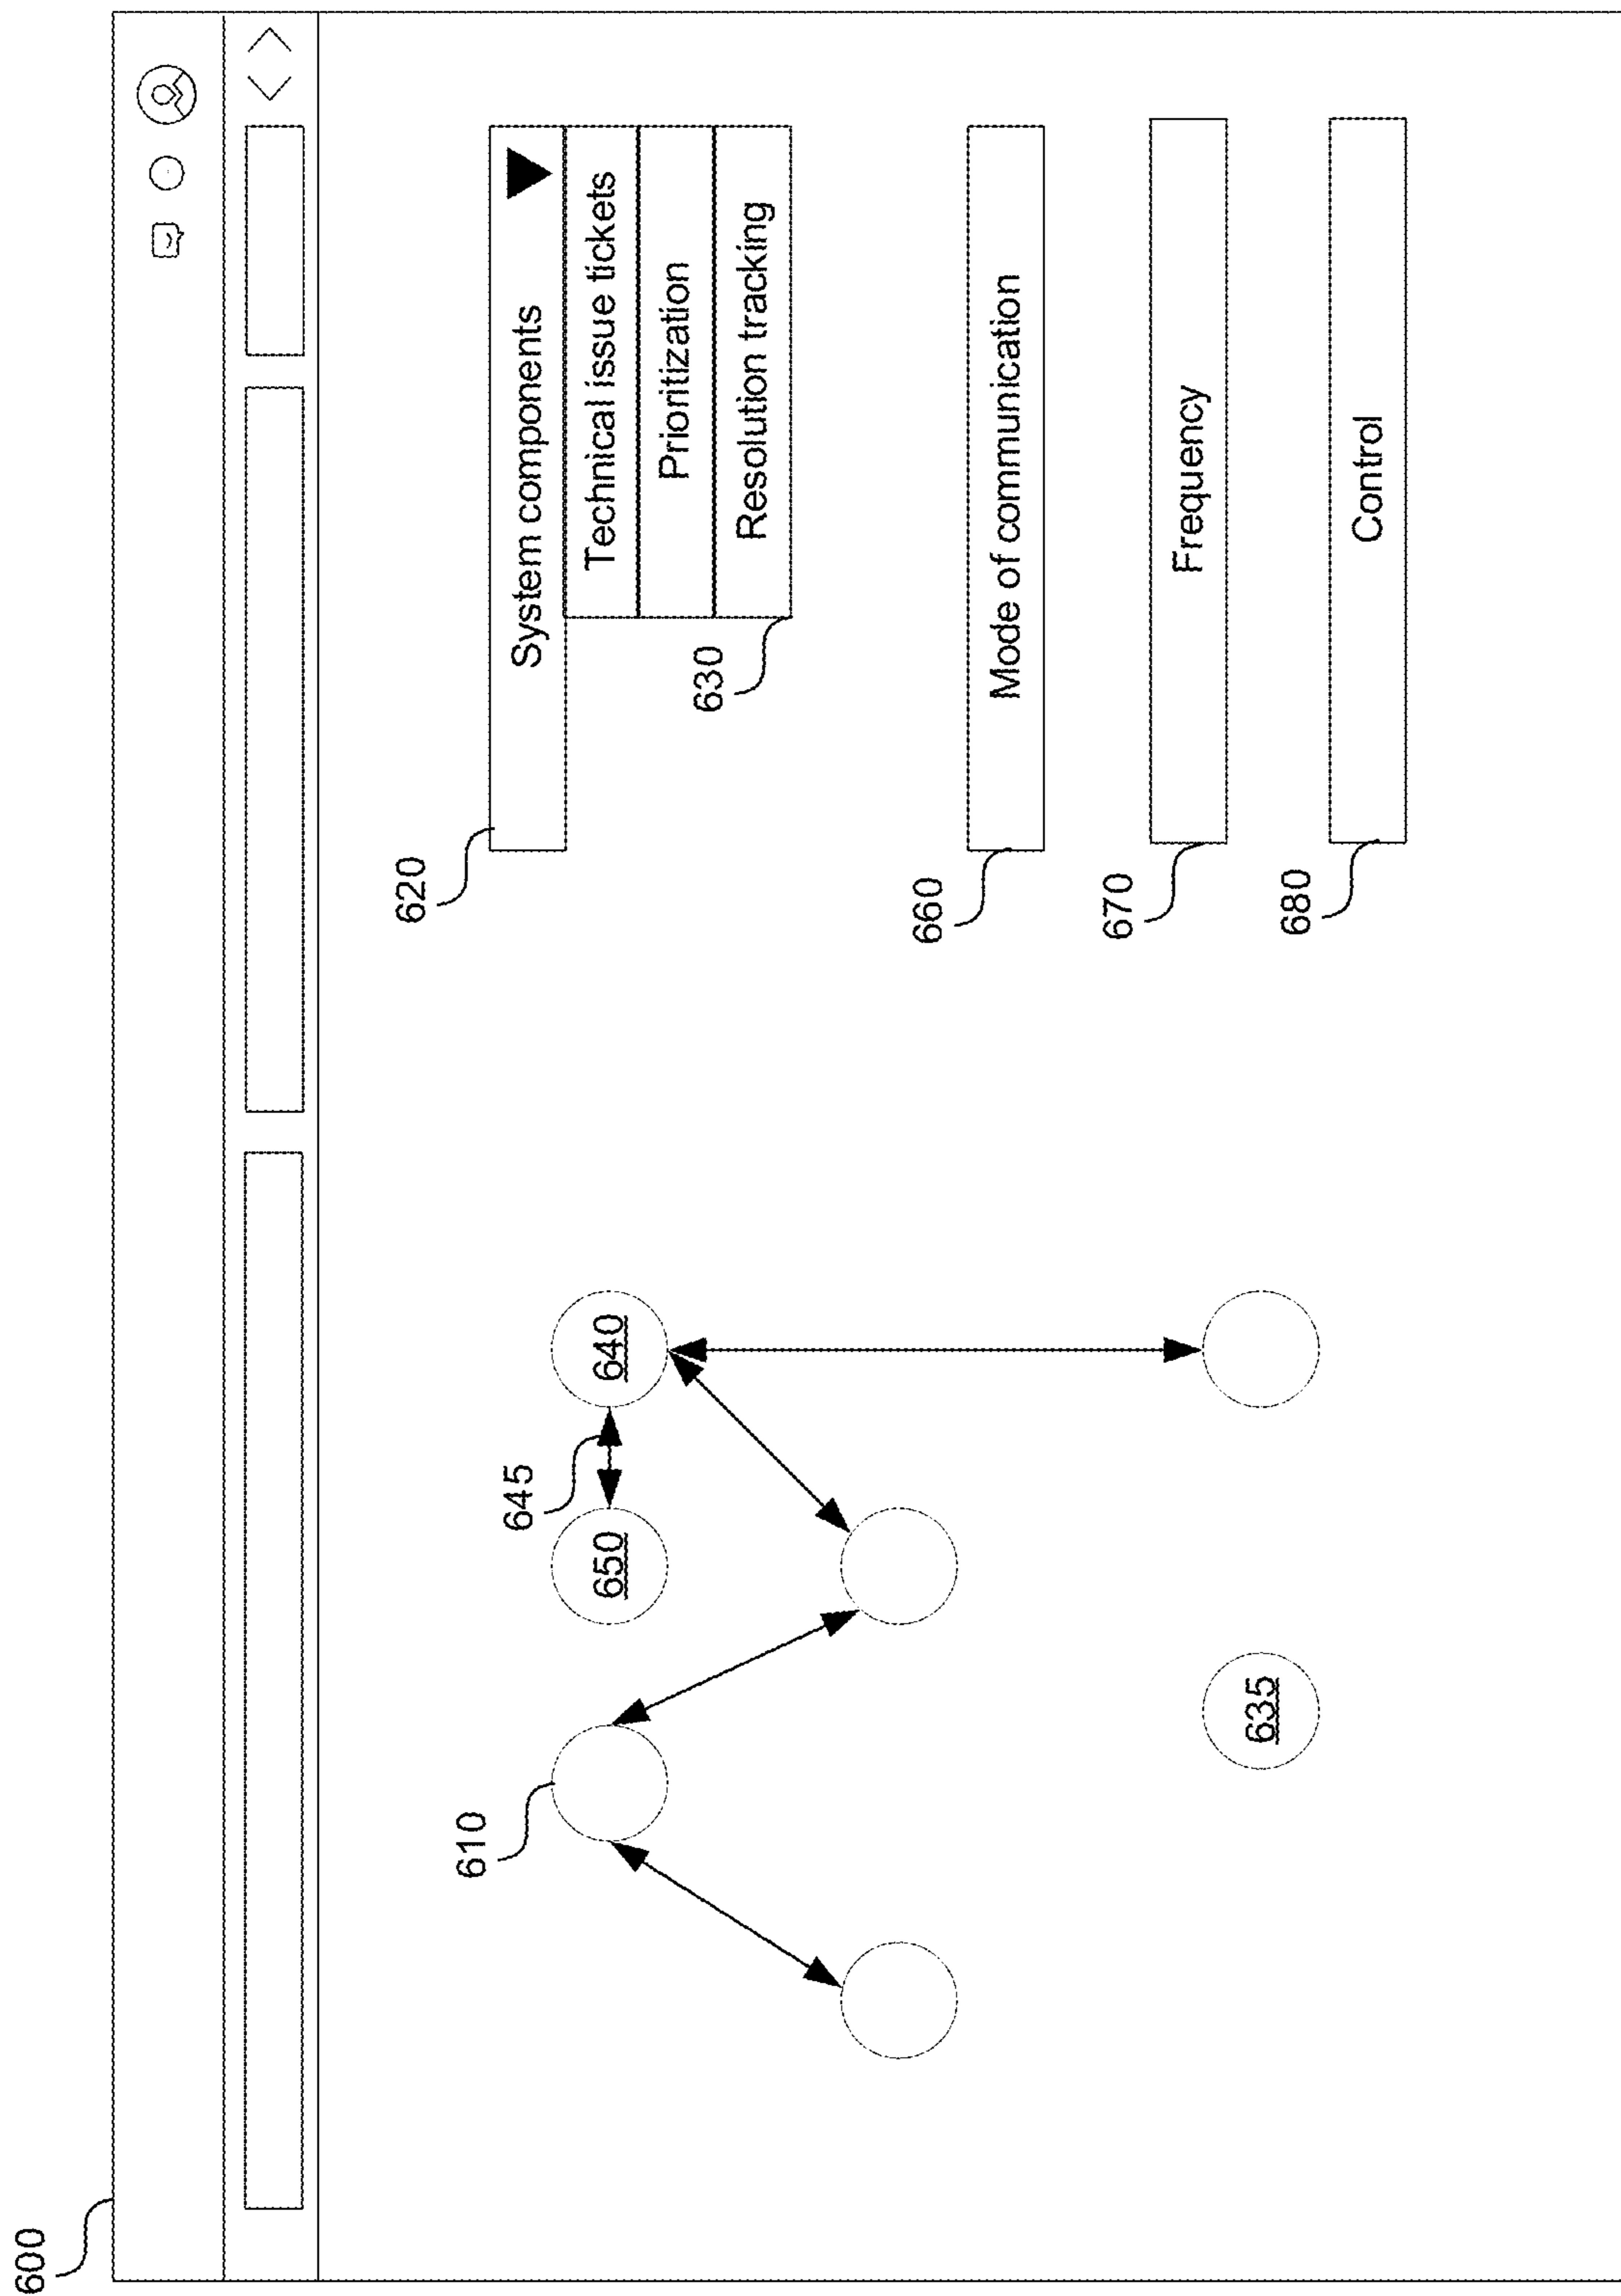 600
620
System components
Technical issue tickets
Prioritization
Resolution tracking
630
610
645
650
640
635
660
Mode of communication
670
Frequency
680
Control